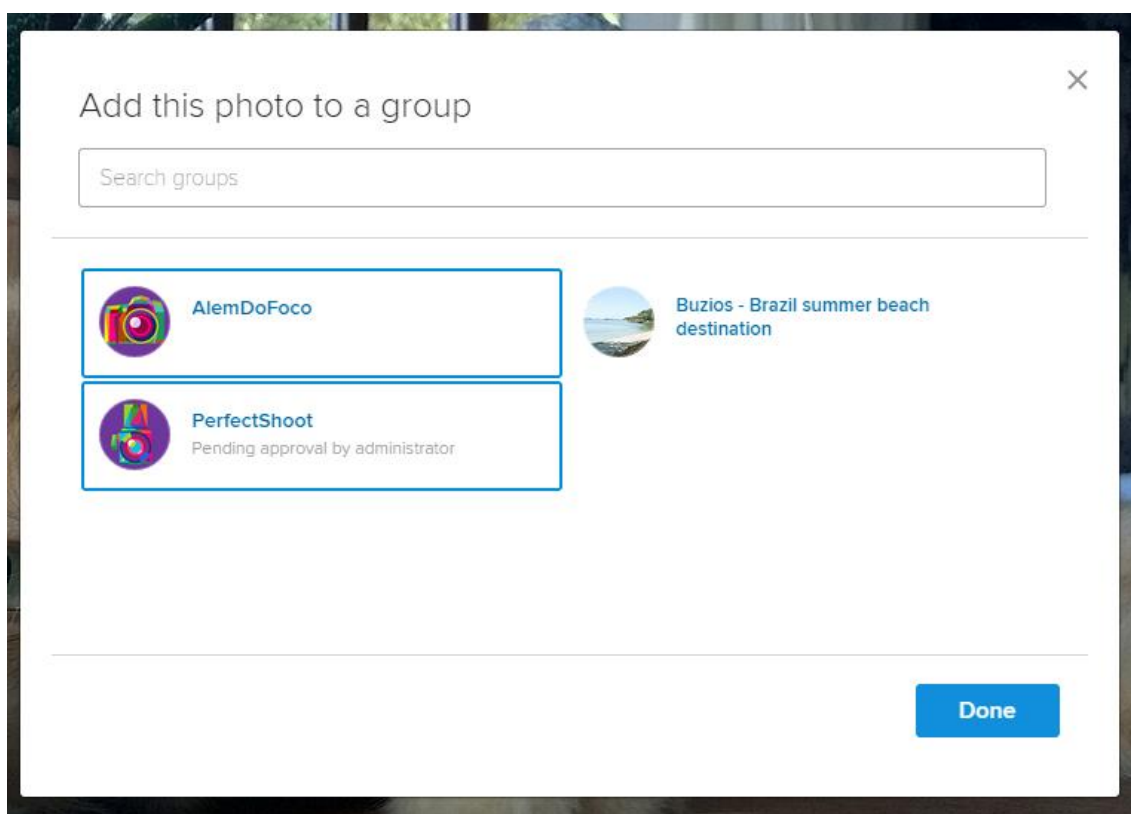 Add this photo to a group
Search groups
AlemDoFoco
Buzios - Brazil summer beach
destination
PerfectShoot
Pending approval by administrator
Done